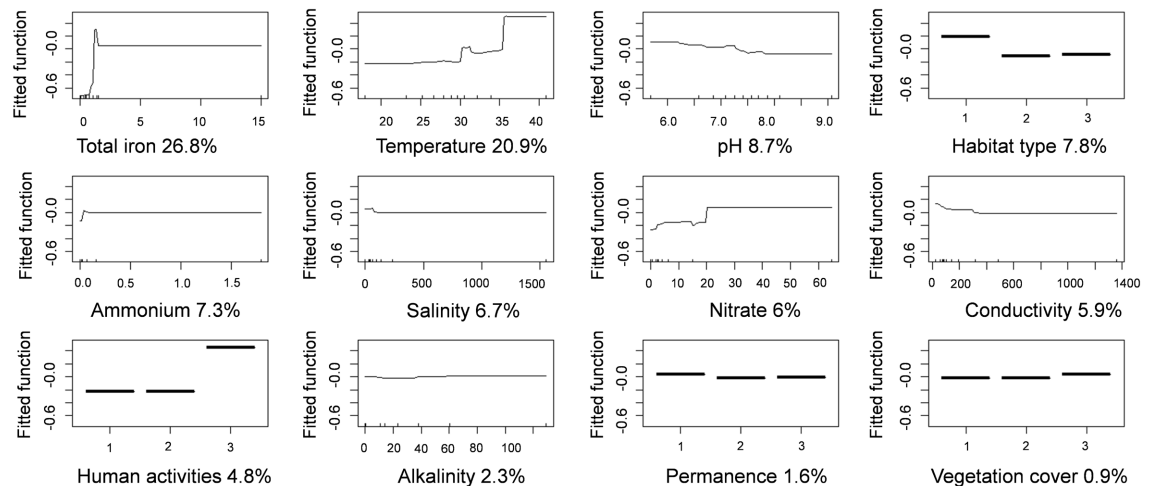 Fitted function
-0.0
-0.6
0 5 10 15
Total iron 26.8%
Fitted function
-0.0
-0.6
20 25 30 35 40
Temperature 20.9%
Fitted function
-0.0
-0.6
6.0 7.0 8.0 9.0
pH 8.7%
Fitted function
-0.0
-0.6
1 2 3
Habitat type 7.8%
Fitted function
-0.0
-0.6
0.0 0.5 1.0 1.5
Ammonium 7.3%
Fitted function
-0.0
-0.6
0 500 1000 1500
Salinity 6.7%
Fitted function
-0.0
-0.6
0 10 20 30 40 50 60
Nitrate 6%
Fitted function
-0.0
-0.6
0 200 600 1000 1400
Conductivity 5.9%
Fitted function
-0.0
-0.6
1 2 3
Human activities 4.8%
Fitted function
-0.0
-0.6
0 20 40 60 80 100
Alkalinity 2.3%
Fitted function
-0.0
-0.6
1 2 3
Permanence 1.6%
Fitted function
-0.0
-0.6
1 2 3
Vegetation cover 0.9%